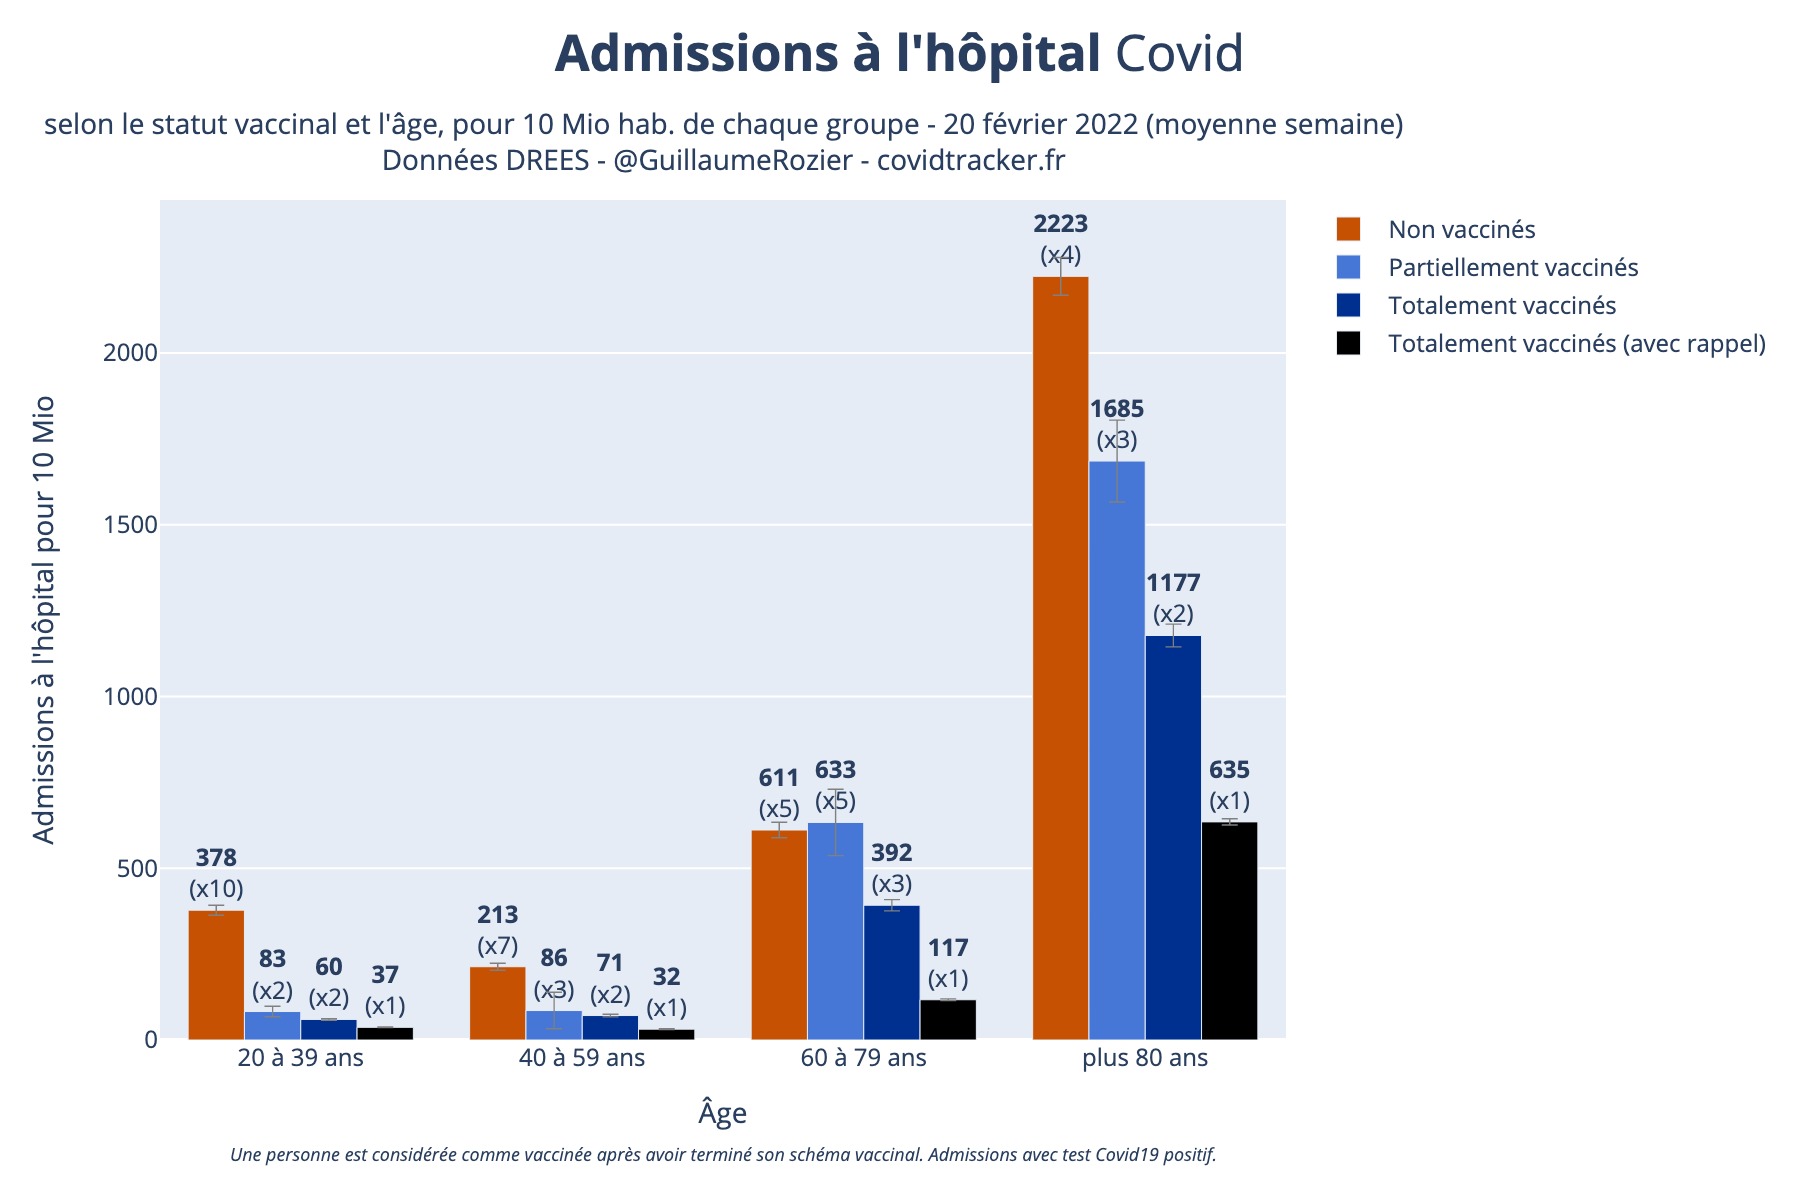 Admissions à l'hôpital Covid
selon le statut vaccinal et l'âge, pour 10 Mio hab. de chaque groupe - 20 février 2022 (moyenne semaine)
Données DREES - @GuillaumeRozier - covidtracker.fr
Non vaccinés
Partiellement vaccinés
Totalement vaccinés
Totalement vaccinés (avec rappel)
Admissions à l'hôpital pour 10 Mio
2000
1500
1000
500
0
378
(x10)
83
(x2)
60
(x2)
37
(x1)
213
(x7)
86
(x3)
71
(x2)
32
(x1)
611
(x5)
633
(x5)
392
(x3)
117
(x1)
2223
(x4)
1685
(x3)
1177
(x2)
635
(x1)
20 à 39 ans
40 à 59 ans
60 à 79 ans
plus 80 ans
Âge
Une personne est considérée comme vaccinée après avoir terminé son schéma vaccinal. Admissions avec test Covid19 positif.